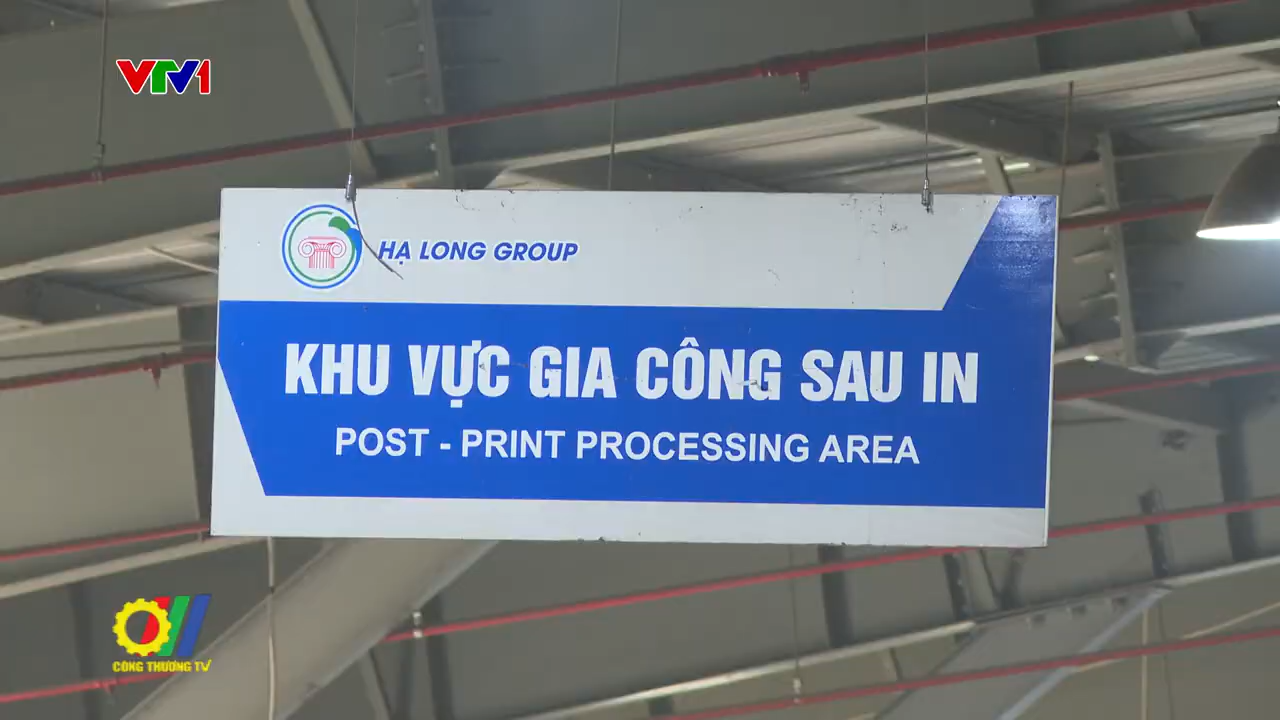 VTV1
HẠ LONG GROUP
KHU VỰC GIA CÔNG SAU IN
POST - PRINT PROCESSING AREA
CÔNG THƯƠNG TV